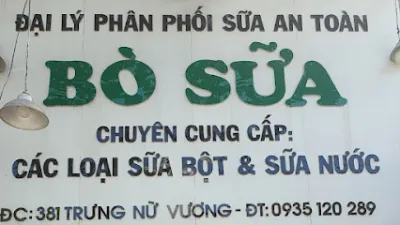 ĐẠI LÝ PHÂN PHỐI SỮA AN TOÀN
BÒ SỮA
CHUYÊN CUNG CẤP:
CÁC LOẠI SỮA BỘT & SỮA NƯỚC
ĐC: 381 TRƯNG NỮ VƯƠNG - ĐT: 0935 120 289